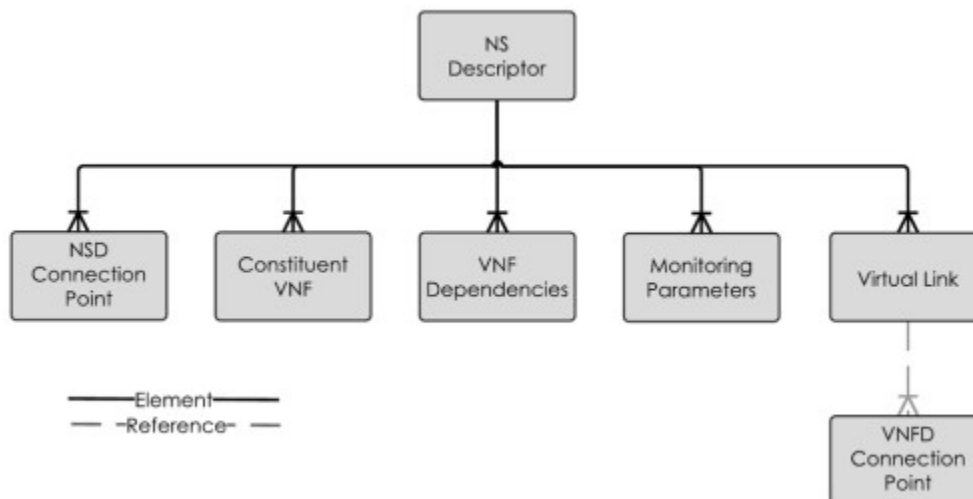 NS
Descriptor
NSD
Connection
Point
Constituent
VNF
VNF
Dependencies
Monitoring
Parameters
Virtual Link
Element
Reference
VNFD
Connection
Point